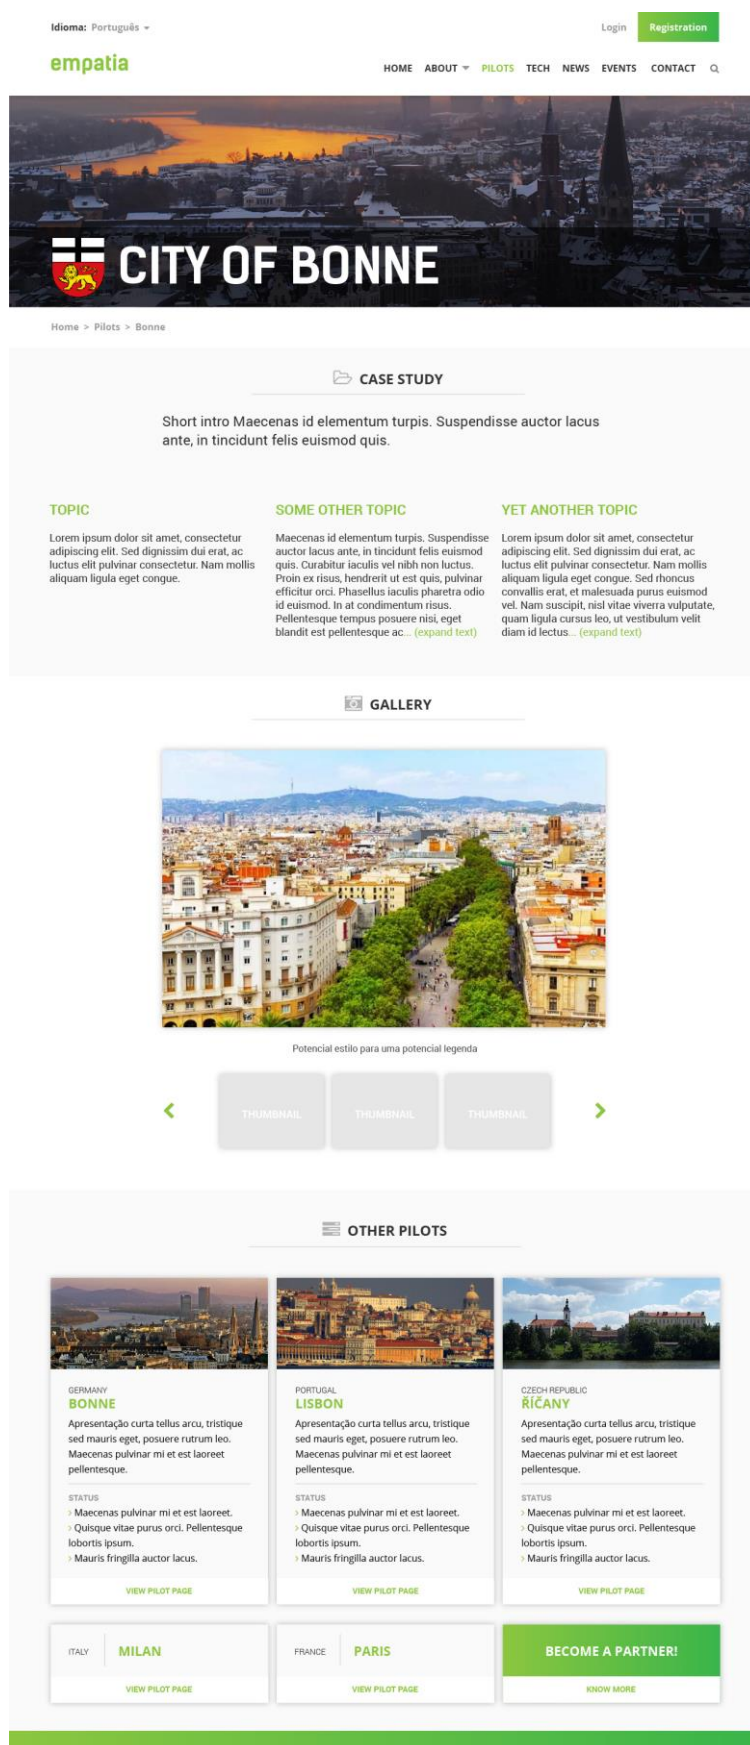 Idioma: Português
Login
Registration
empatia
HOME ABOUT PILOTS TECH NEWS EVENTS CONTACT
CITY OF BONNE
Home > Pilots > Bonne
CASE STUDY
Short intro Maecenas id elementum turpis. Suspendisse auctor lacus
ante, in tincidunt felis euismod quis.
TOPIC
Lorem ipsum dolor sit amet, consectetur
adipiscing elit. Sed dignissim dui erat, ac
luctus elit pulvinar consectetur. Nam mollis
aliquam ligula eget congue.
SOME OTHER TOPIC
Maecenas id elementum turpis. Suspendisse
auctor lacus ante, in tincidunt felis euismod
quis. Curabitur iaculis vel nibh non luctus.
Proin ex risus, hendrerit ut est quis, pulvinar
efficitur orci. Phasellus iaculis pharetra odio
id euismod. In at condimentum risus.
Pellentesque tempus posuere nisi, eget
blandit est pellentesque ac... (expand text)
YET ANOTHER TOPIC
Lorem ipsum dolor sit amet, consectetur
adipiscing elit. Sed dignissim dui erat, ac
luctus elit pulvinar consectetur. Nam mollis
aliquam ligula eget congue. Sed rhoncus
convallis erat, et malesuada purus euismod
vel. Nam suscipit, nisl vitae viverra vulputate,
quam ligula cursus leo, ut vestibulum velit
diam id lectus... (expand text)
GALLERY
Potencial estilo para uma potencial legenda
THUMBNAIL
THUMBNAIL
THUMBNAIL
OTHER PILOTS
GERMANY
BONNE
Apresentação curta tellus arcu, tristique
sed mauris eget, posuere rutrum leo.
Maecenas pulvinar mi et est laoreet
pellentesque.
STATUS
> Maecenas pulvinar mi et est laoreet.
> Quisque vitae purus orci. Pellentesque
lobortis ipsum.
> Mauris fringilla auctor lacus.
VIEW PILOT PAGE
PORTUGAL
LISBON
Apresentação curta tellus arcu, tristique
sed mauris eget, posuere rutrum leo.
Maecenas pulvinar mi et est laoreet
pellentesque.
STATUS
> Maecenas pulvinar mi et est laoreet.
> Quisque vitae purus orci. Pellentesque
lobortis ipsum.
> Mauris fringilla auctor lacus.
VIEW PILOT PAGE
CZECH REPUBLIC
ŘÍČANY
Apresentação curta tellus arcu, tristique
sed mauris eget, posuere rutrum leo.
Maecenas pulvinar mi et est laoreet
pellentesque.
STATUS
> Maecenas pulvinar mi et est laoreet.
> Quisque vitae purus orci. Pellentesque
lobortis ipsum.
> Mauris fringilla auctor lacus.
VIEW PILOT PAGE
ITALY MILAN
VIEW PILOT PAGE
FRANCE PARIS
VIEW PILOT PAGE
BECOME A PARTNER!
KNOW MORE